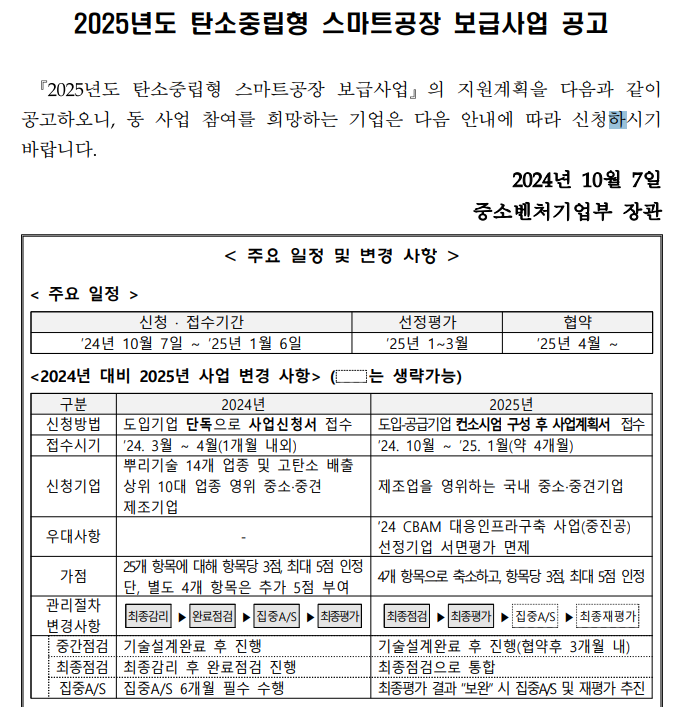 2025년도 탄소중립형 스마트공장 보급사업 공고
『2025년도 탄소중립형 스마트공장 보급사업』의 지원계획을 다음과 같이
공고하오니, 동 사업 참여를 희망하는 기업은 다음 안내에 따라 신청하시기
바랍니다.
2024년 10월 7일
중소벤처기업부 장관
< 주요 일정 및 변경 사항 >
< 주요 일정 >
신청 · 접수기간 선정평가 협약
'24년 10월 7일 ~ '25년 1월 6일 '25년 1~3월 '25년 4월 ~
<2024년 대비 2025년 사업 변경 사항> ( 는 생략가능)
구분 2024년 2025년
신청방법 도입기업 단독으로 사업신청서 접수 도입·공급기업 컨소시엄 구성 후 사업계획서 접수
접수시기 '24. 3월 ~ 4월(1개월 내외) '24. 10월 ~ '25. 1월(약 4개월)
신청기업 뿌리기술 14개 업종 및 고탄소 배출
상위 10대 업종 영위 중소·중견
제조기업
제조업을 영위하는 국내 중소·중견기업
우대사항 - '24 CBAM 대응인프라구축 사업(중진공)
선정기업 서면평가 면제
가점 25개 항목에 대해 항목당 3점, 최대 5점 인정
단, 별도 4개 항목은 추가 5점 부여
4개 항목으로 축소하고, 항목당 3점, 최대 5점 인정
관리절차
변경사항
최종감리 ▶ 완료점검 ▶ 집중A/S ▶ 최종평가 최종점검 ▶ 최종평가 ▶ 집중A/S ▶ 최종재평가
중간점검 기술설계완료 후 진행 기술설계완료 후 진행(협약후 3개월 내)
최종점검 최종감리 후 완료점검 진행 최종점검으로 통합
집중A/S 집중A/S 6개월 필수 수행 최종평가 결과 "보완" 시 집중A/S 및 재평가 추진